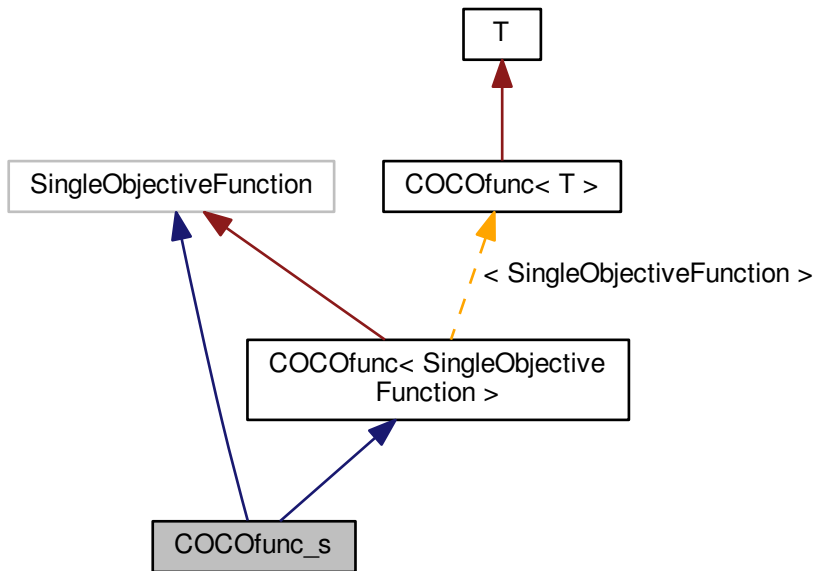 T
SingleObjectiveFunction
COCOfunc< T >
< SingleObjectiveFunction >
COCOfunc< SingleObjective
Function >
COCOfunc_s